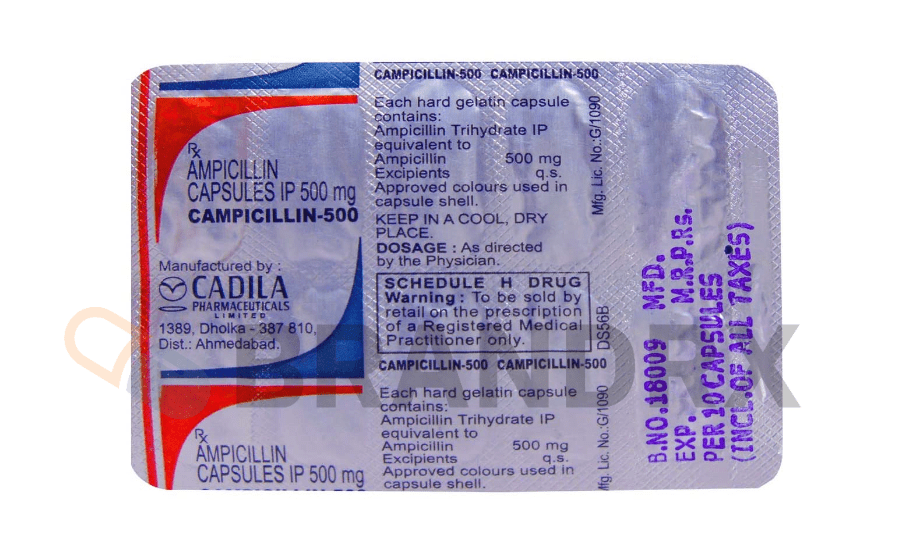 ℞
AMPICILLIN
CAPSULES IP 500 mg
CAMPICILLIN-500
Manufactured by :
CADILA
PHARMACEUTICALS
LIMITED
1389, Dholka - 387 810,
Dist.: Ahmedabad.
℞
AMPICILLIN
CAPSULES IP 500 mg
CAMPICILLIN-500 CAMPICILLIN-500
Each hard gelatin capsule
contains:
Ampicillin Trihydrate IP
equivalent to
Ampicillin 500 mg
Excipients q.s.
Approved colours used in
capsule shell.
KEEP IN A COOL, DRY
PLACE.
DOSAGE : As directed
by the Physician.
SCHEDULE H DRUG
Warning : To be sold by
retail on the prescription
of a Registered Medical
Practitioner only.
CAMPICILLIN-500 CAMPICILLIN-500
Each hard gelatin capsule
contains:
Ampicillin Trihydrate IP
equivalent to
Ampicillin 500 mg
Excipients q.s.
Approved colours used in
capsule shell.
Mfg. Lic. No.:G/1090
DS56B
Mfg. Lic. No.:G/1090
B.NO.18009 MFD.
EXP. M.R.P.Rs.
PER 10 CAPSULES
(INCL.OF ALL TAXES)
BRANDRX